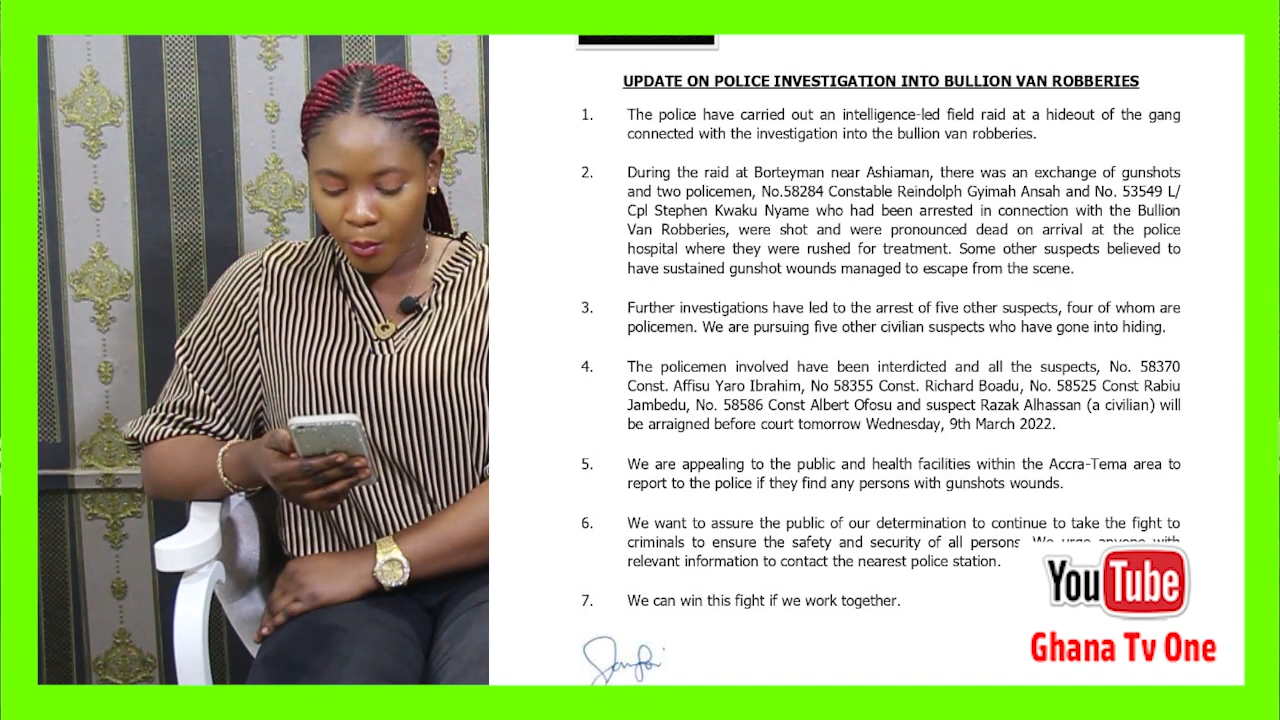 UPDATE ON POLICE INVESTIGATION INTO BULLION VAN ROBBERIES
1. The police have carried out an intelligence-led field raid at a hideout of the gang
connected with the investigation into the bullion van robberies.
2. During the raid at Borteyman near Ashiaman, there was an exchange of gunshots
and two policemen, No.58284 Constable Reindolph Gyimah Ansah and No. 53549 L/
Cpl Stephen Kwaku Nyame who had been arrested in connection with the Bullion
Van Robberies, were shot and were pronounced dead on arrival at the police
hospital where they were rushed for treatment. Some other suspects believed to
have sustained gunshot wounds managed to escape from the scene.
3. Further investigations have led to the arrest of five other suspects, four of whom are
policemen. We are pursuing five other civilian suspects who have gone into hiding.
4. The policemen involved have been interdicted and all the suspects, No. 58370
Const. Affisu Yaro Ibrahim, No 58355 Const. Richard Boadu, No. 58525 Const Rabiu
Jambedu, No. 58586 Const Albert Ofosu and suspect Razak Alhassan (a civilian) will
be arraigned before court tomorrow Wednesday, 9th March 2022.
5. We are appealing to the public and health facilities within the Accra-Tema area to
report to the police if they find any persons with gunshots wounds.
6. We want to assure the public of our determination to continue to take the fight to
criminals to ensure the safety and security of all persons. We urge anyone with
relevant information to contact the nearest police station.
7. We can win this fight if we work together.
YouTube
Ghana Tv One